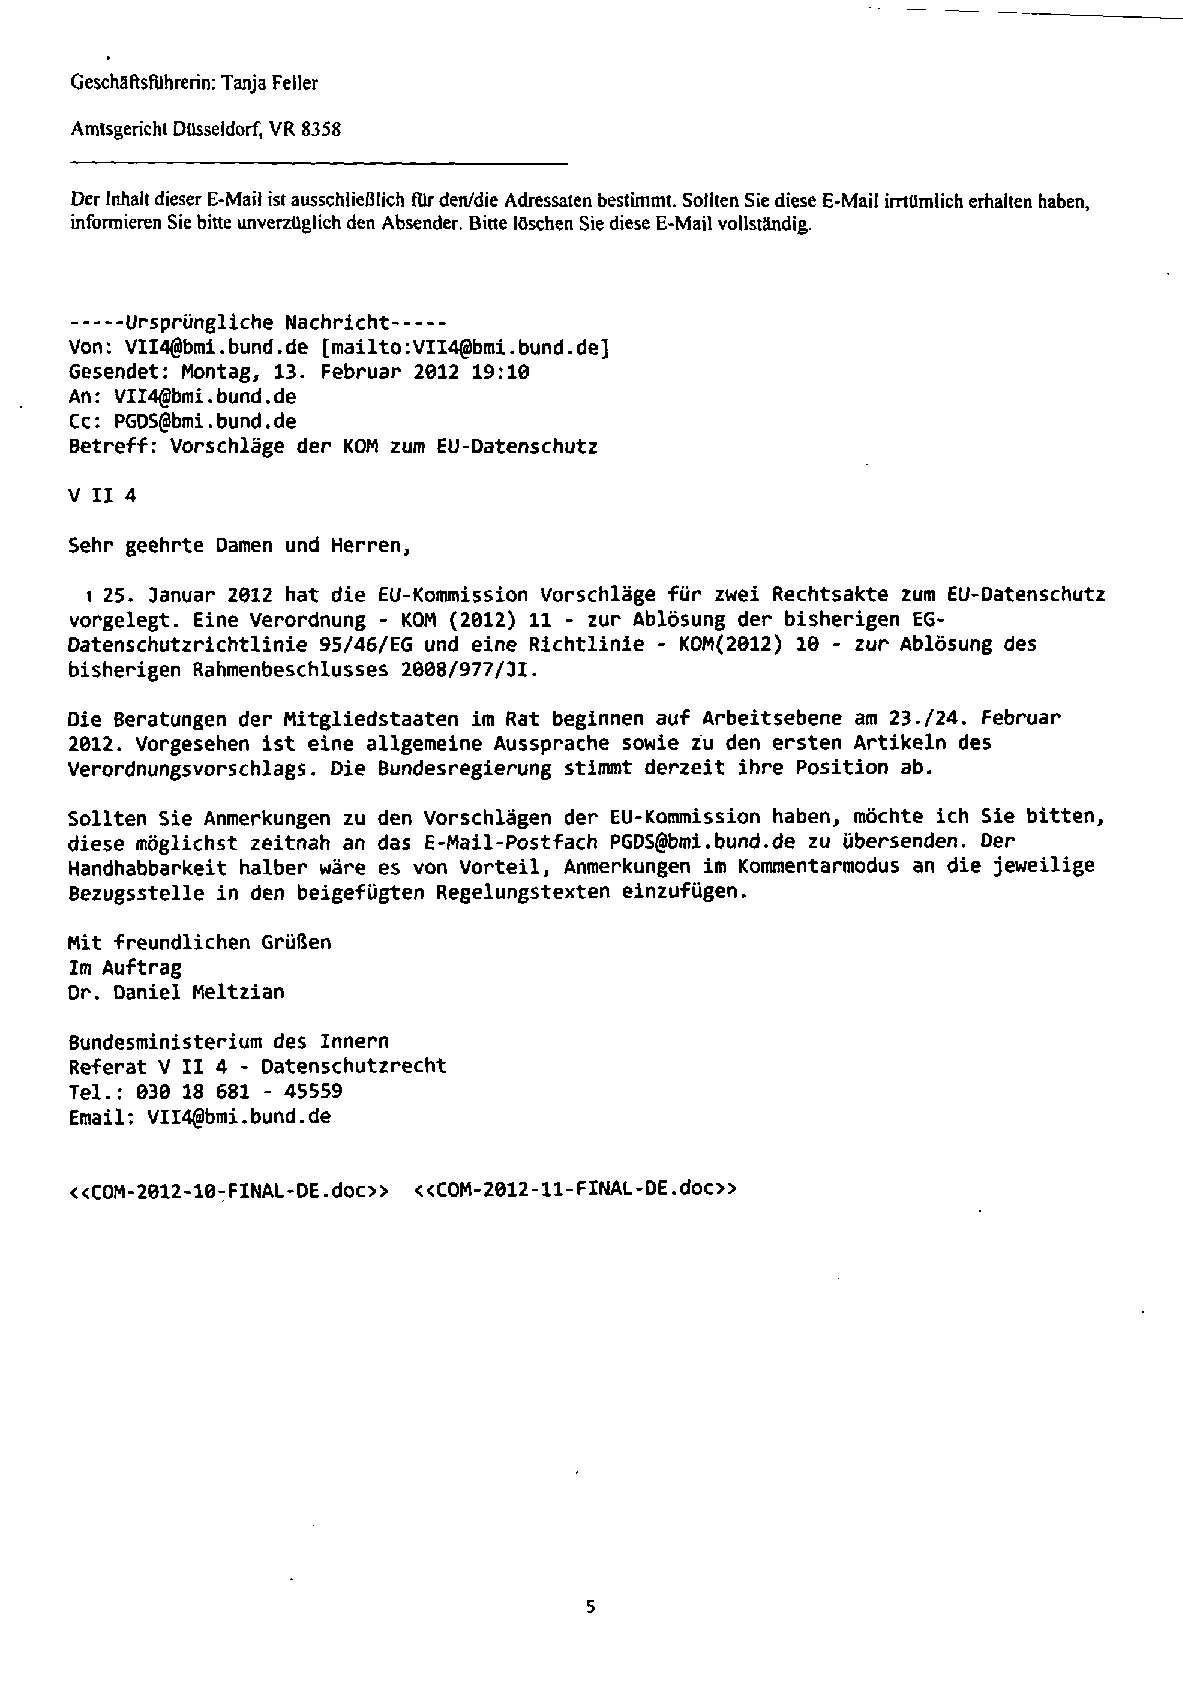 Geschäftsführerin: Tanja Feller
Amtsgericht Düsseldorf, VR 8358
Der Inhalt dieser E-Mail ist ausschließlich für den/die Adressaten bestimmt. Sollten Sie diese E-Mail irrtümlich erhalten haben,
informieren Sie bitte unverzüglich den Absender. Bitte löschen Sie diese E-Mail vollständig.
-----Ursprüngliche Nachricht-----
Von: VII4@bmi.bund.de [mailto:VII4@bmi.bund.de]
Gesendet: Montag, 13. Februar 2012 19:10
An: VII4@bmi.bund.de
Cc: PGDS@bmi.bund.de
Betreff: Vorschläge der KOM zum EU-Datenschutz
V II 4
Sehr geehrte Damen und Herren,
25. Januar 2012 hat die EU-Kommission Vorschläge für zwei Rechtsakte zum EU-Datenschutz
vorgelegt. Eine Verordnung - KOM (2012) 11 - zur Ablösung der bisherigen EG-
Datenschutzrichtlinie 95/46/EG und eine Richtlinie - KOM(2012) 10 - zur Ablösung des
bisherigen Rahmenbeschlusses 2008/977/JI.
Die Beratungen der Mitgliedstaaten im Rat beginnen auf Arbeitsebene am 23./24. Februar
2012. Vorgesehen ist eine allgemeine Aussprache sowie zu den ersten Artikeln des
Verordnungsvorschlags. Die Bundesregierung stimmt derzeit ihre Position ab.
Sollten Sie Anmerkungen zu den Vorschlägen der EU-Kommission haben, möchte ich Sie bitten,
diese möglichst zeitnah an das E-Mail-Postfach PGDS@bmi.bund.de zu übersenden. Der
Handhabbarkeit halber wäre es von Vorteil, Anmerkungen im Kommentarmodus an die jeweilige
Bezugsstelle in den beigefügten Regelungstexten einzufügen.
Mit freundlichen Grüßen
Im Auftrag
Dr. Daniel Meltzian
Bundesministerium des Innern
Referat V II 4 - Datenschutzrecht
Tel.: 030 18 681 - 45559
Email: VII4@bmi.bund.de
<<COM-2012-10-FINAL-DE.doc>> <<COM-2012-11-FINAL-DE.doc>>
5